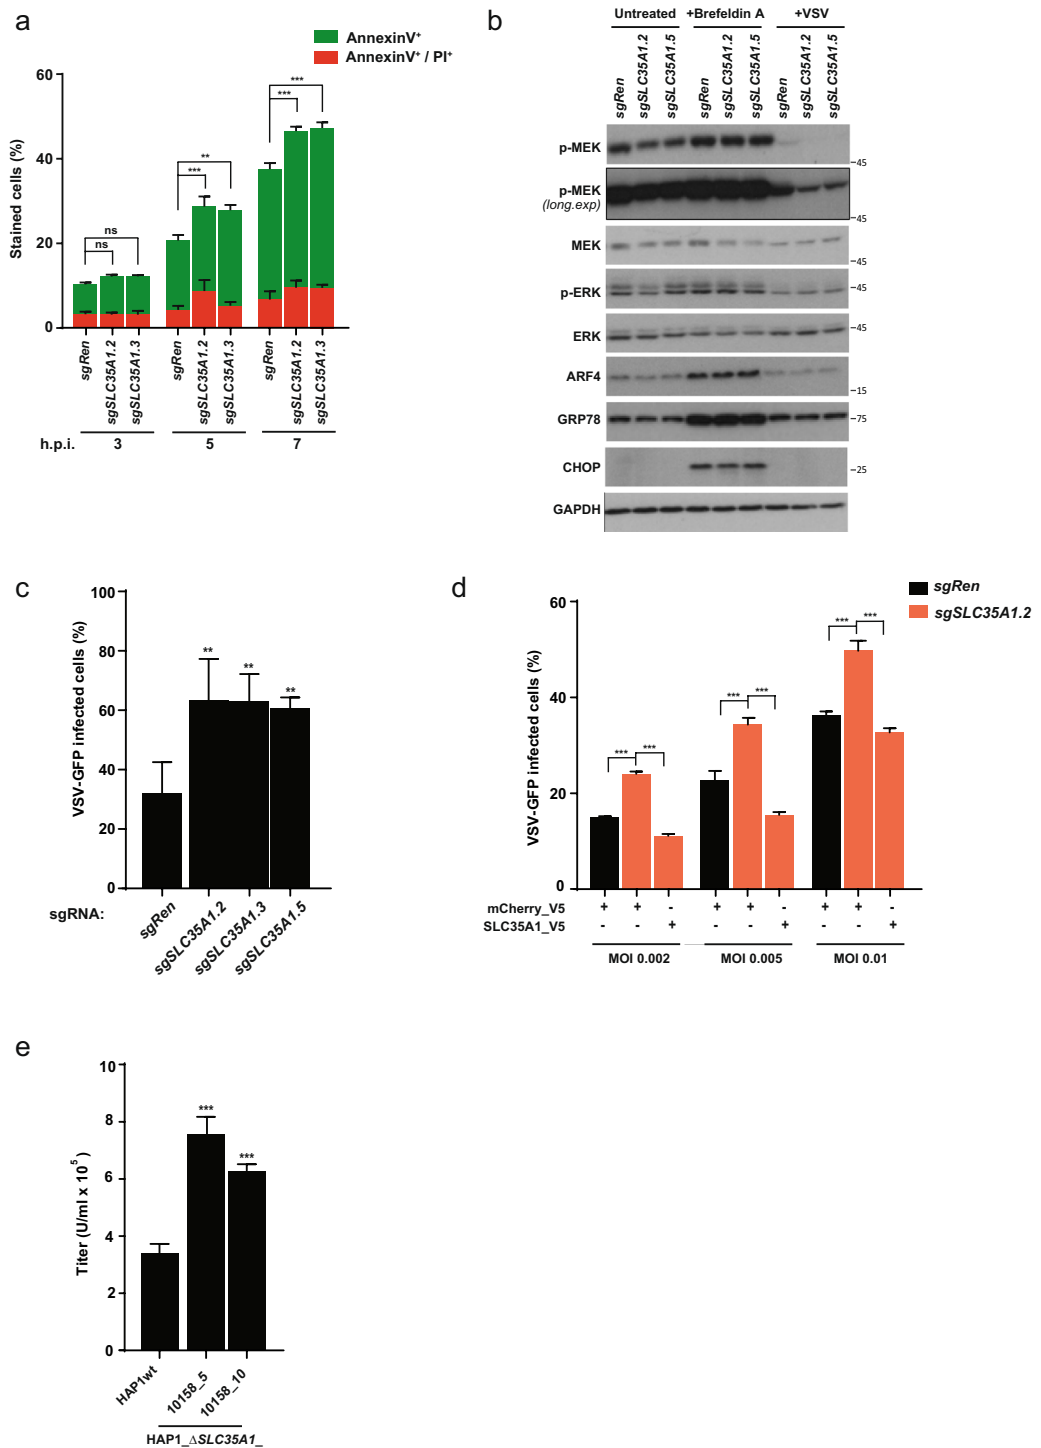 a
AnnexinV⁺
AnnexinV⁺ / PI⁺
Stained cells (%)
60
40
20
0
ns
ns
***
**
***
***
sgRen
sgSLC35A1.2
sgSLC35A1.3
sgRen
sgSLC35A1.2
sgSLC35A1.3
sgRen
sgSLC35A1.2
sgSLC35A1.3
h.p.i. 3 5 7
b
Untreated +Brefeldin A +VSV
sgRen
sgSLC35A1.2
sgSLC35A1.5
sgRen
sgSLC35A1.2
sgSLC35A1.5
sgRen
sgSLC35A1.2
sgSLC35A1.5
p-MEK
–45
p-MEK
(long.exp)
–45
MEK
–45
p-ERK –45
ERK –45
ARF4
–15
GRP78 –75
CHOP –25
GAPDH
c
VSV-GFP infected cells (%)
100
80
60
40
20
0
** ** **
sgRNA:
sgRen
sgSLC35A1.2
sgSLC35A1.3
sgSLC35A1.5
d
sgRen
sgSLC35A1.2
VSV-GFP infected cells (%)
60
40
20
0
*** ***
*** ***
*** ***
mCherry_V5 + + - + + - + + -
SLC35A1_V5 - - + - - + - - +
MOI 0.002 MOI 0.005 MOI 0.01
e
Titer (U/ml x 10⁵)
10
8
6
4
2
0
***
***
HAP1wt
10158_5
10158_10
HAP1_ΔSLC35A1_